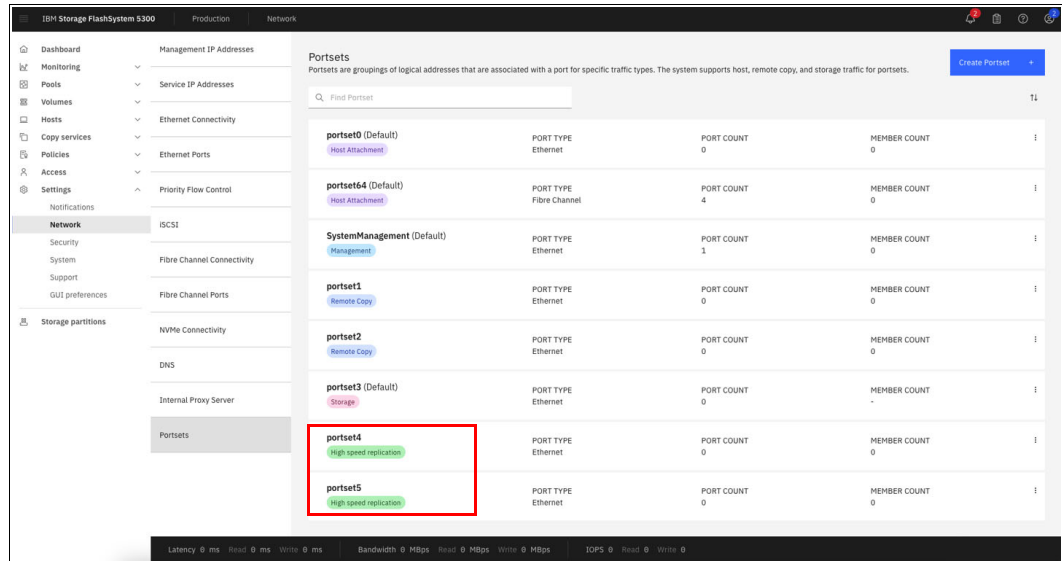 IBM Storage FlashSystem 5300 Production Network
2 2
Dashboard
Monitoring
Pools
Volumes
Hosts
Copy services
Policies
Access
Settings
Notifications
Network
Security
System
Support
GUI preferences
Storage partitions
Management IP Addresses
Service IP Addresses
Ethernet Connectivity
Ethernet Ports
Priority Flow Control
iSCSI
Fibre Channel Connectivity
Fibre Channel Ports
NVMe Connectivity
DNS
Internal Proxy Server
Portsets
Portsets
Portsets are groupings of logical addresses that are associated with a port for specific traffic types. The system supports host, remote copy, and storage traffic for portsets.
Create Portset +
Find Portset
portset0 (Default)
Host Attachment
PORT TYPE
Ethernet
PORT COUNT
0
MEMBER COUNT
0
portset64 (Default)
Host Attachment
PORT TYPE
Fibre Channel
PORT COUNT
4
MEMBER COUNT
0
SystemManagement (Default)
Management
PORT TYPE
Ethernet
PORT COUNT
1
MEMBER COUNT
0
portset1
Remote Copy
PORT TYPE
Ethernet
PORT COUNT
0
MEMBER COUNT
0
portset2
Remote Copy
PORT TYPE
Ethernet
PORT COUNT
0
MEMBER COUNT
0
portset3 (Default)
Storage
PORT TYPE
Ethernet
PORT COUNT
0
MEMBER COUNT
-
portset4
High speed replication
PORT TYPE
Ethernet
PORT COUNT
0
MEMBER COUNT
0
portset5
High speed replication
PORT TYPE
Ethernet
PORT COUNT
0
MEMBER COUNT
0
Latency 0 ms Read 0 ms Write 0 ms Bandwidth 0 MBps Read 0 MBps Write 0 MBps IOPS 0 Read 0 Write 0